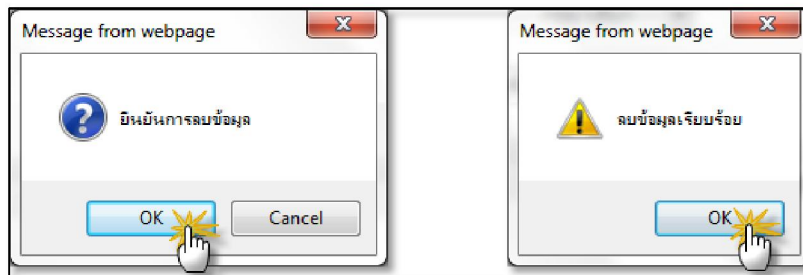 Message from webpage
ยืนยันการลบข้อมูล
OK
Cancel
Message from webpage
ลบข้อมูลเรียบร้อย
OK